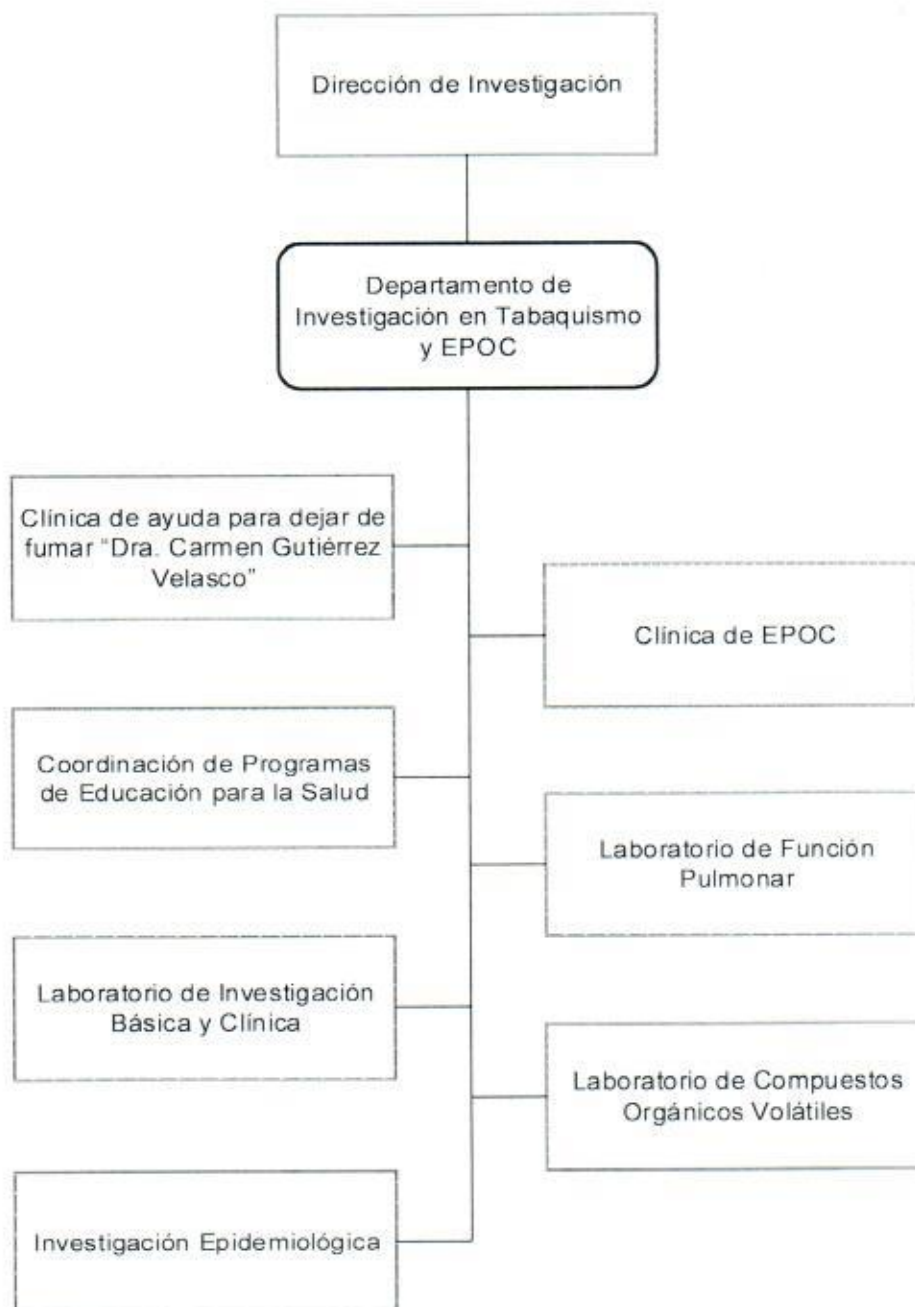 Dirección de Investigación
Departamento de
Investigación en Tabaquismo
y EPOC
Clínica de ayuda para dejar de
fumar “Dra. Carmen Gutiérrez
Velasco”
Clínica de EPOC
Coordinación de Programas
de Educación para la Salud
Laboratorio de Función
Pulmonar
Laboratorio de Investigación
Básica y Clínica
Laboratorio de Compuestos
Orgánicos Volátiles
Investigación Epidemiológica